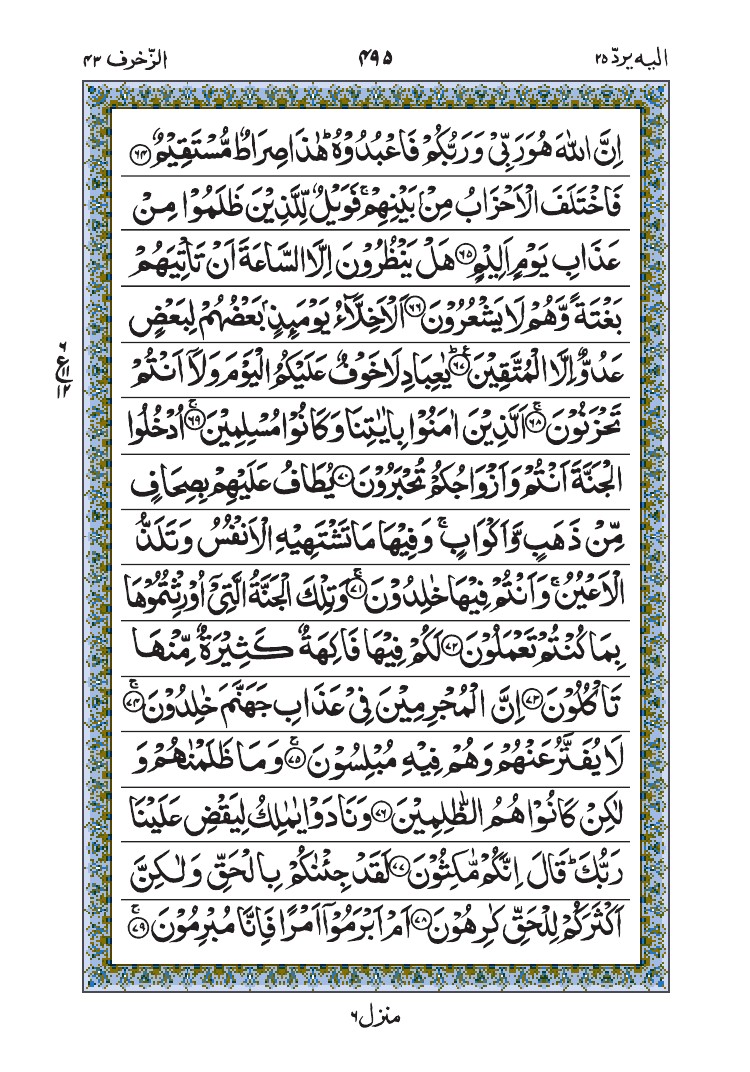 الیه یردّ ۲۵
۴۹۵
الزّخرف ۴۳
اِنَّ اللّٰهَ هُوَ رَبِّیْ وَ رَبُّكُمْ فَاعْبُدُوْهُؕ هٰذَا صِرَاطٌ مُّسْتَقِیْمٌ ﴿۶۴﴾
فَاخْتَلَفَ الْاَحْزَابُ مِنْۢ بَیْنِهِمْۚ فَوَیْلٌ لِّلَّذِیْنَ ظَلَمُوْا مِنْ
عَذَابِ یَوْمٍ اَلِیْمٍ ﴿۶۵﴾ هَلْ یَنْظُرُوْنَ اِلَّا السَّاعَةَ اَنْ تَاْتِیَهُمْ
بَغْتَةً وَّ هُمْ لَا یَشْعُرُوْنَ ﴿۶۶﴾ اَلْاَخِلَّآءُ یَوْمَىِٕذٍۭ بَعْضُهُمْ لِبَعْضٍ
عَدُوٌّ اِلَّا الْمُتَّقِیْنَ ﴿۶۷﴾ؕ۠ یٰعِبَادِ لَا خَوْفٌ عَلَیْكُمُ الْیَوْمَ وَ لَاۤ اَنْتُمْ
تَحْزَنُوْنَ ﴿۶۸﴾ۚ اَلَّذِیْنَ اٰمَنُوْا بِاٰیٰتِنَا وَ كَانُوْا مُسْلِمِیْنَ ﴿۶۹﴾ۚ اُدْخُلُوا
الْجَنَّةَ اَنْتُمْ وَ اَزْوَاجُكُمْ تُحْبَرُوْنَ ﴿۷۰﴾ یُطَافُ عَلَیْهِمْ بِصِحَافٍ
مِّنْ ذَهَبٍ وَّ اَكْوَابٍۚ وَ فِیْهَا مَا تَشْتَهِیْهِ الْاَنْفُسُ وَ تَلَذُّ
الْاَعْیُنُۚ وَ اَنْتُمْ فِیْهَا خٰلِدُوْنَ ﴿۷۱﴾ۚ وَ تِلْكَ الْجَنَّةُ الَّتِیْۤ اُوْرِثْتُمُوْهَا
بِمَا كُنْتُمْ تَعْمَلُوْنَ ﴿۷۲﴾ لَكُمْ فِیْهَا فَاكِهَةٌ كَثِیْرَةٌ مِّنْهَا
تَاْكُلُوْنَ ﴿۷۳﴾ اِنَّ الْمُجْرِمِیْنَ فِیْ عَذَابِ جَهَنَّمَ خٰلِدُوْنَ ﴿۷۴﴾ۚ
لَا یُفَتَّرُ عَنْهُمْ وَ هُمْ فِیْهِ مُبْلِسُوْنَ ﴿۷۵﴾ۚ وَ مَا ظَلَمْنٰهُمْ وَ
لٰكِنْ كَانُوْا هُمُ الظّٰلِمِیْنَ ﴿۷۶﴾ وَ نَادَوْا یٰمٰلِكُ لِیَقْضِ عَلَیْنَا
رَبُّكَؕ قَالَ اِنَّكُمْ مّٰكِثُوْنَ ﴿۷۷﴾ لَقَدْ جِئْنٰكُمْ بِالْحَقِّ وَ لٰكِنَّ
اَكْثَرَكُمْ لِلْحَقِّ كٰرِهُوْنَ ﴿۷۸﴾ اَمْ اَبْرَمُوْۤا اَمْرًا فَاِنَّا مُبْرِمُوْنَ ﴿۷۹﴾ۚ
ع
۱۱
۱۲
منزل ۶